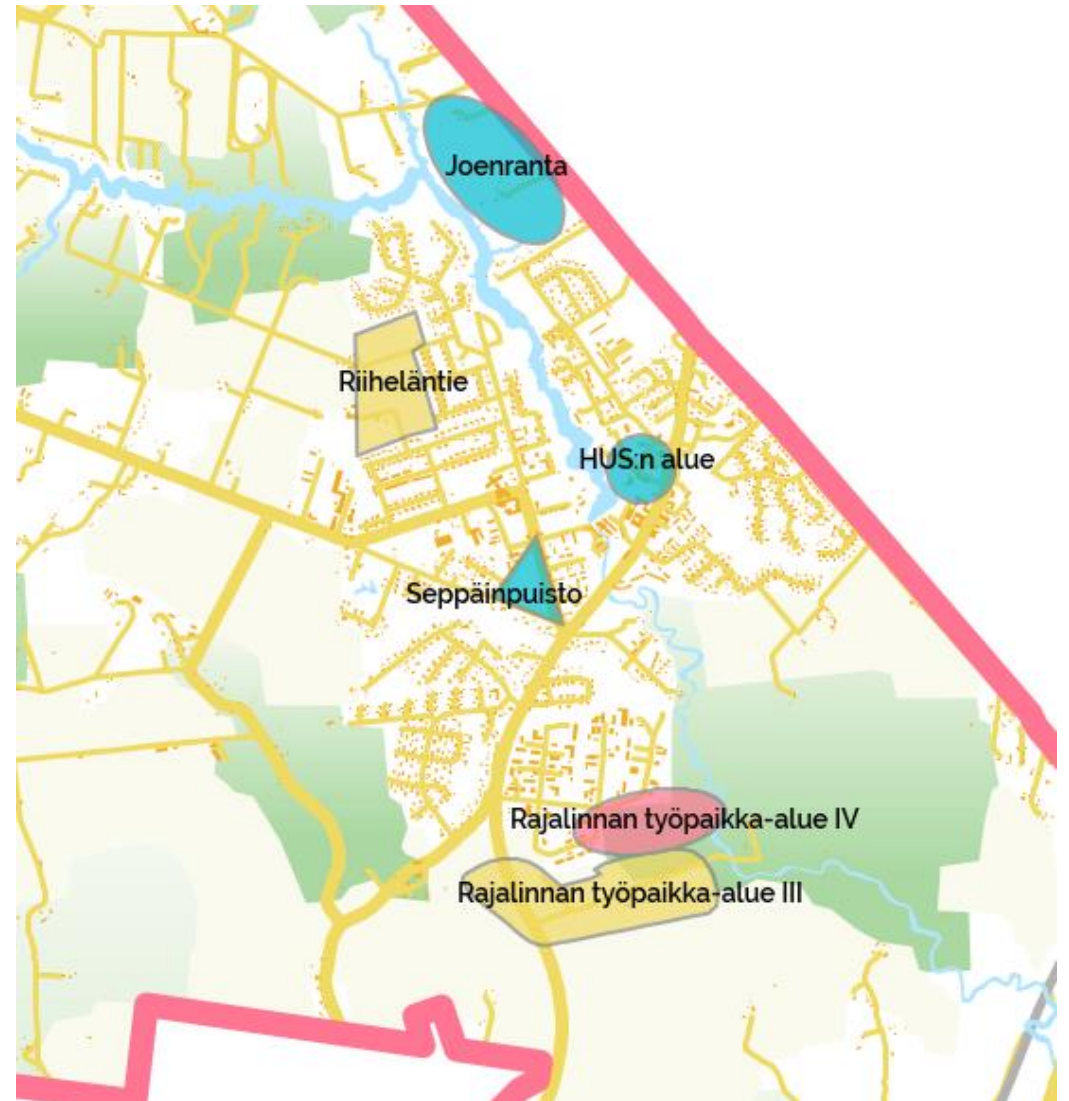 Joenranta
Riiheläntie
HUS:n alue
Seppäinpuisto
Rajalinnan työpaikka-alue IV
Rajalinnan työpaikka-alue III